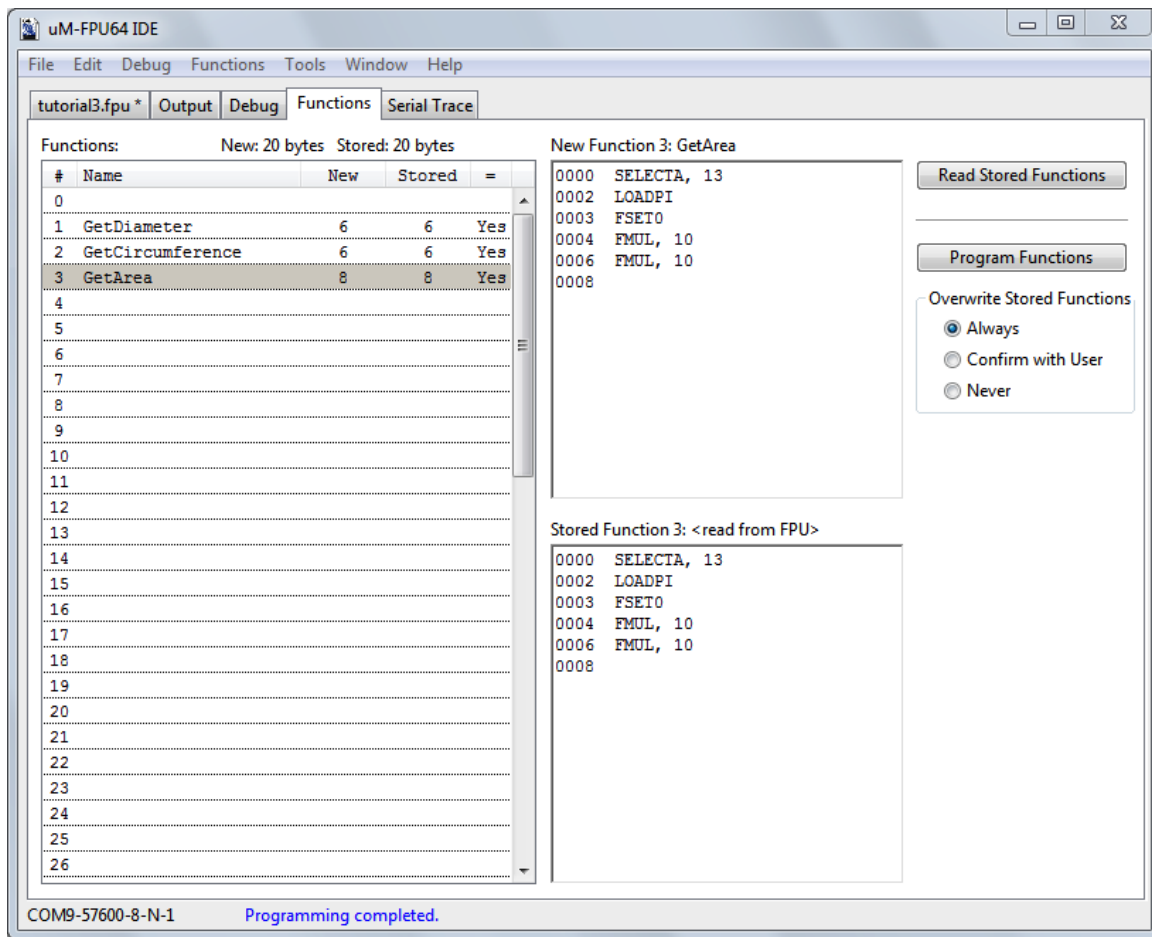 uM-FPU64 IDE
File Edit Debug Functions Tools Window Help
tutorial3.fpu * Output Debug Functions Serial Trace
Functions: New: 20 bytes Stored: 20 bytes
# Name New Stored =
0
1 GetDiameter 6 6 Yes
2 GetCircumference 6 6 Yes
3 GetArea 8 8 Yes
4
5
6
7
8
9
10
11
12
13
14
15
16
17
18
19
20
21
22
23
24
25
26
New Function 3: GetArea
0000 SELECTA, 13
0002 LOADPI
0003 FSET0
0004 FMUL, 10
0006 FMUL, 10
0008
Stored Function 3: <read from FPU>
0000 SELECTA, 13
0002 LOADPI
0003 FSET0
0004 FMUL, 10
0006 FMUL, 10
0008
Read Stored Functions
Program Functions
Overwrite Stored Functions
Always
Confirm with User
Never
COM9-57600-8-N-1 Programming completed.